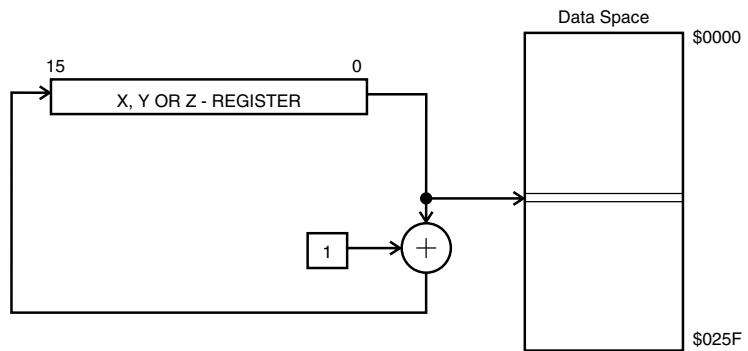 Data Space
$0000
15 0
X, Y OR Z - REGISTER
1
+
$025F